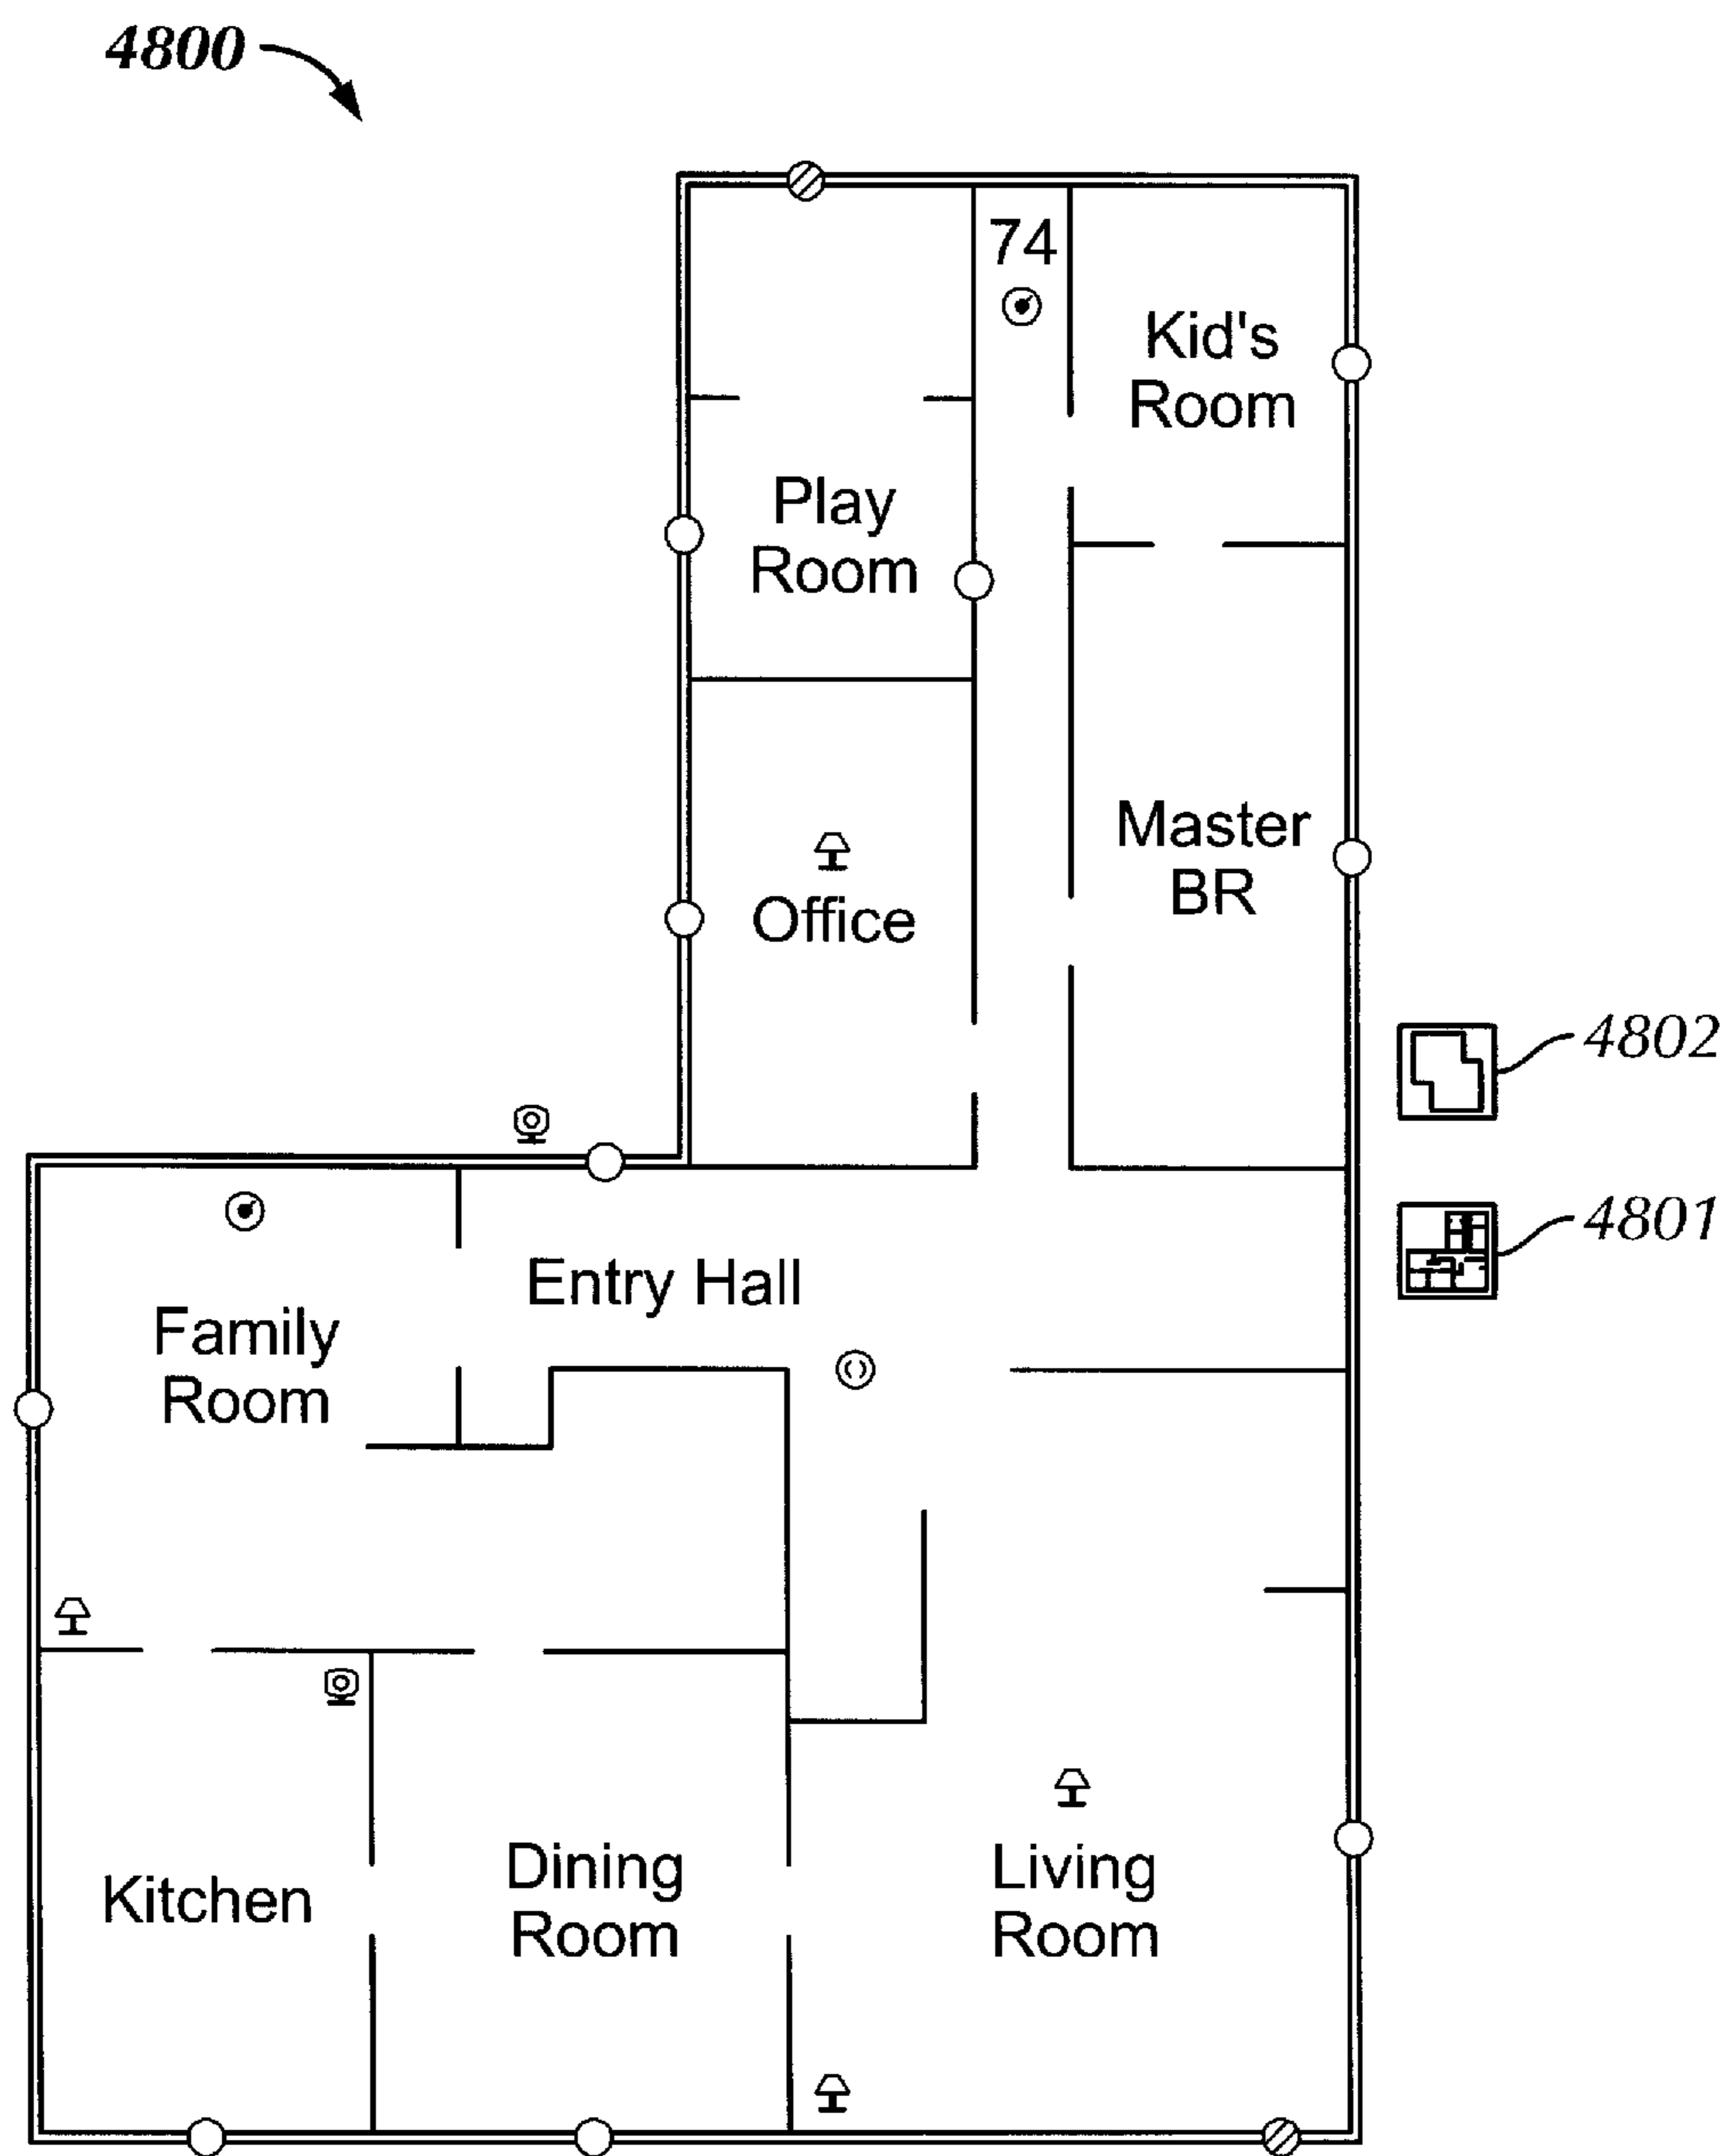 4800
74
Kid's
Room
Play
Room
Master
BR
Office
4802
4801
Entry Hall
Family
Room
Kitchen
Dining
Room
Living
Room